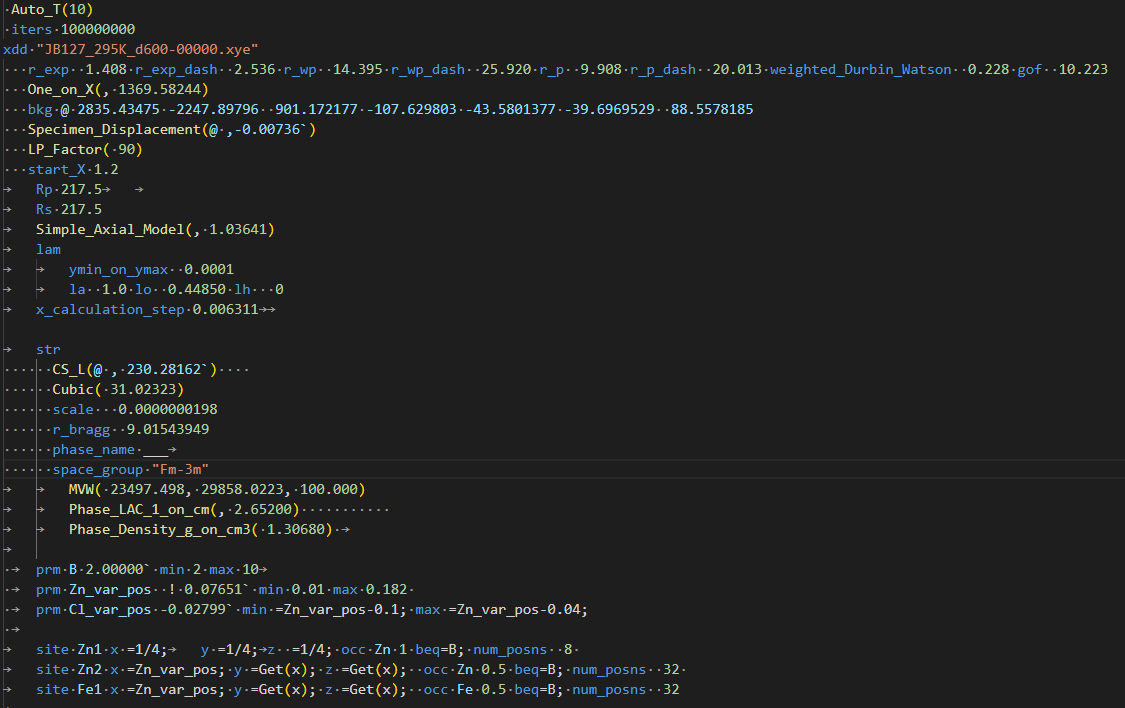 Auto_T(10)
iters 100000000
xdd "JB127_295K_d600-00000.xye"
r_exp  1.408 r_exp_dash  2.536 r_wp  14.395 r_wp_dash  25.920 r_p  9.908 r_p_dash  20.013 weighted_Durbin_Watson  0.228 gof  10.223
One_on_X(, 1369.58244)
bkg @ 2835.43475 -2247.89796  901.172177 -107.629803 -43.5801377 -39.6969529  88.5578185
Specimen_Displacement(@ ,-0.00736`)
LP_Factor( 90)
start_X 1.2
Rp 217.5
Rs 217.5
Simple_Axial_Model(, 1.03641)
lam
ymin_on_ymax  0.0001
la  1.0 lo  0.44850 lh   0
x_calculation_step 0.006311
str
CS_L(@ , 230.28162`)
Cubic( 31.02323)
scale   0.0000000198
r_bragg  9.01543949
phase_name ___
space_group "Fm-3m"
MVW( 23497.498, 29858.0223, 100.000)
Phase_LAC_1_on_cm(, 2.65200)
Phase_Density_g_on_cm3( 1.30680)
prm B 2.00000` min 2 max 10
prm Zn_var_pos  ! 0.07651` min 0.01 max 0.182
prm Cl_var_pos -0.02799` min =Zn_var_pos-0.1; max =Zn_var_pos-0.04;
site Zn1 x =1/4;   y =1/4; z  =1/4; occ Zn 1 beq=B; num_posns  8
site Zn2 x =Zn_var_pos; y =Get(x); z =Get(x);  occ Zn 0.5 beq=B; num_posns  32
site Fe1 x =Zn_var_pos; y =Get(x); z =Get(x);  occ Fe 0.5 beq=B; num_posns  32